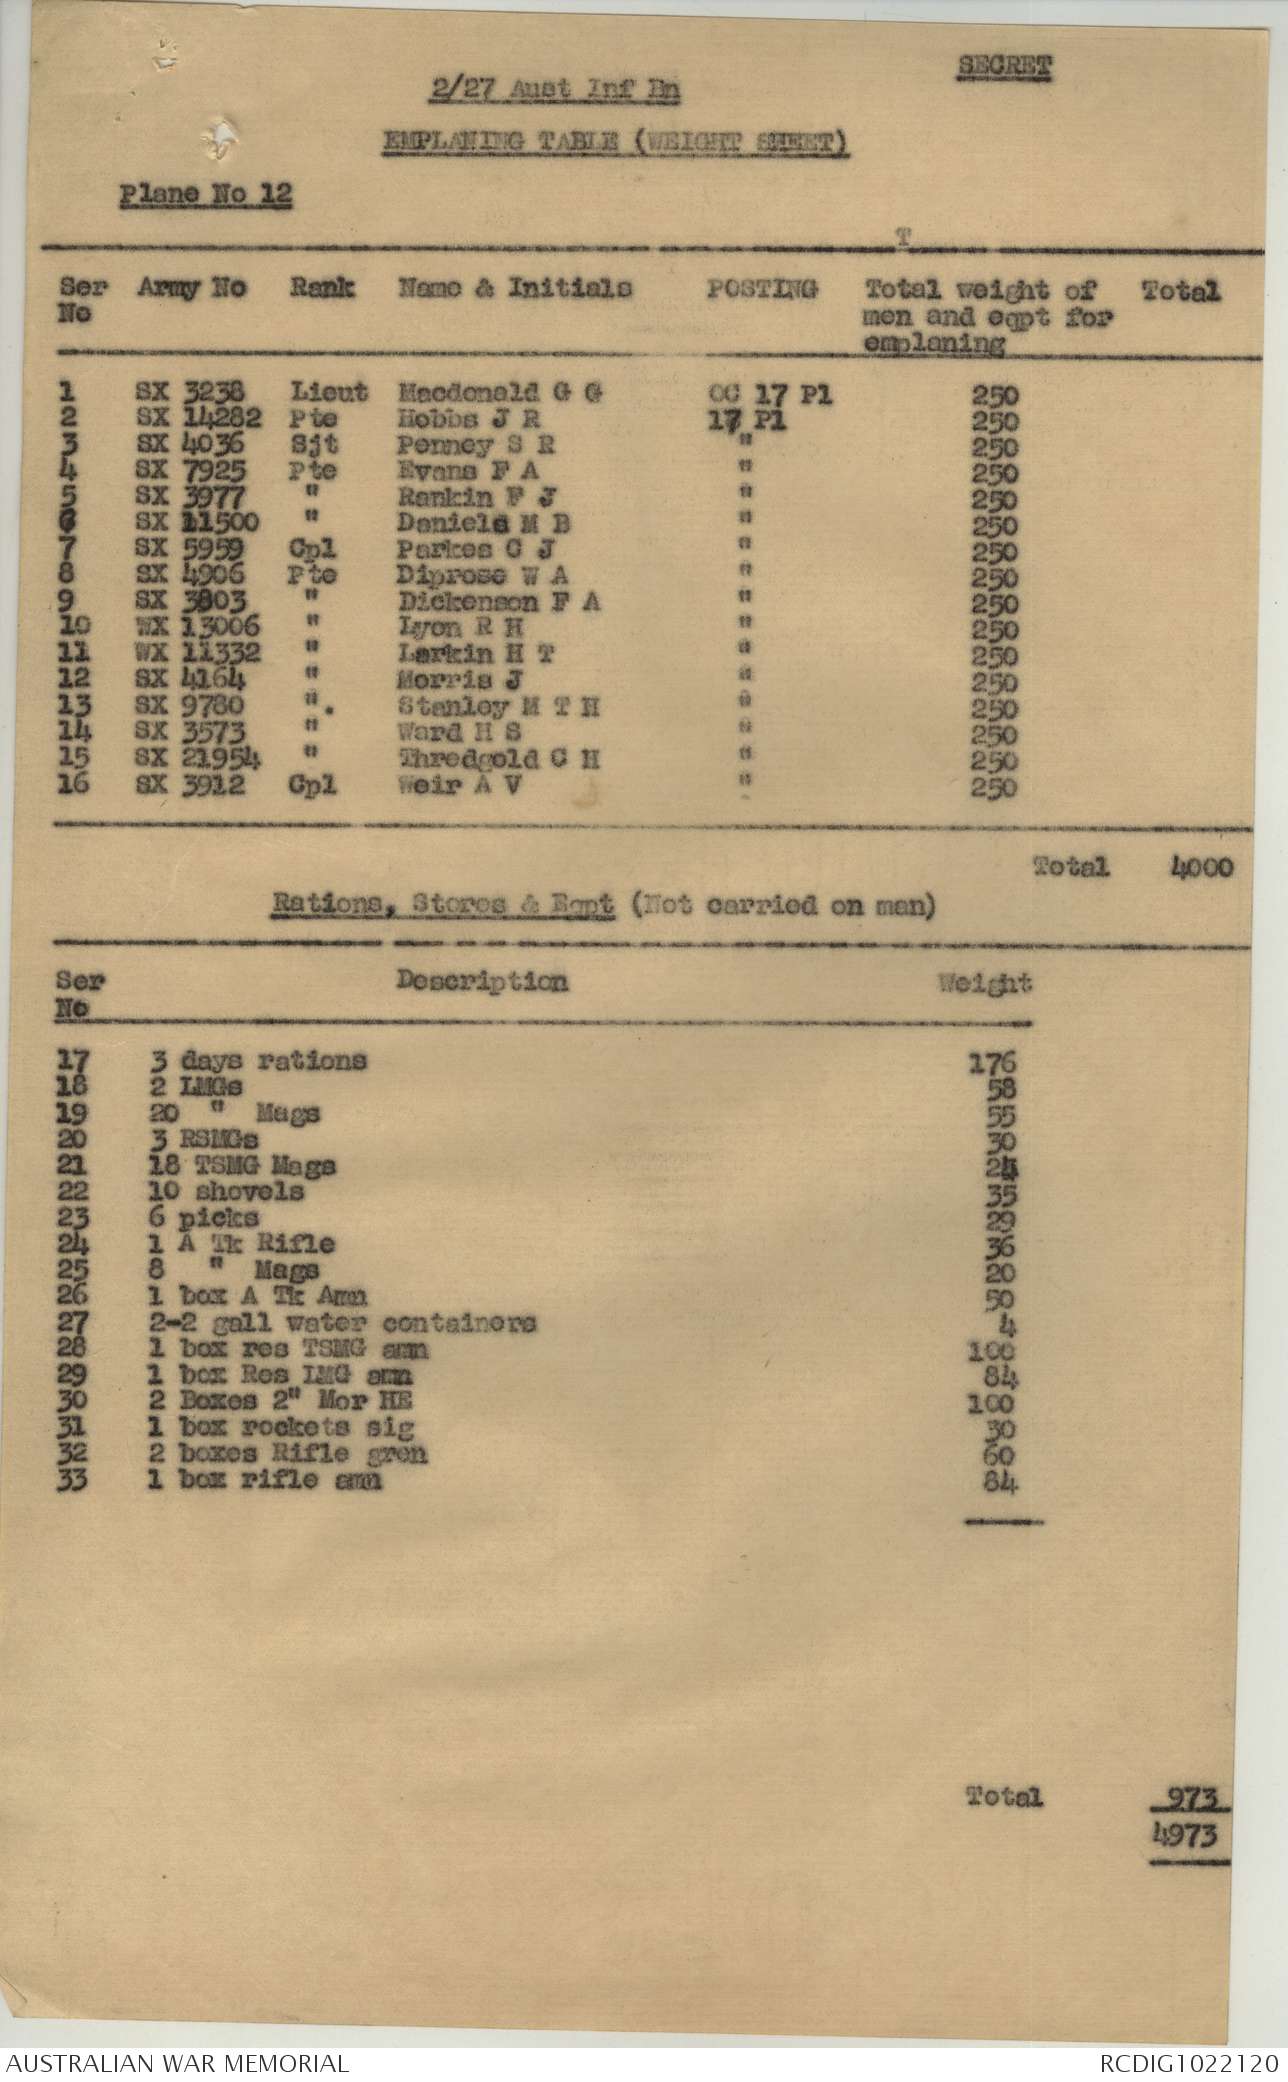 SECRET
2/27 Aust Inf Bn
EMPLANING TABLE (WEIGHT SHEET)
Plane No 12
T
Ser No Army No Rank Name & Initials POSTING Total weight of men and eqpt for emplaning Total
1 SX 3238 Lieut Macdonald G G OC 17 Pl 250
2 SX 14282 Pte Hobbs J R 17 Pl 250
3 SX 4036 Sjt Penney S R " 250
4 SX 7925 Pte Evans F A " 250
5 SX 3977 " Rankin F J " 250
6 SX 11500 " Daniels M B " 250
7 SX 5959 Cpl Parkes C J " 250
8 SX 4906 Pte Diprose W A " 250
9 SX 3803 " Dickenson F A " 250
10 WX 13006 " Lyon R H " 250
11 WX 11332 " Larkin H T " 250
12 SX 4164 " Morris J " 250
13 SX 9780 ". Stanley M T H " 250
14 SX 3573 " Ward H S " 250
15 SX 21954 " Thredgold C H " 250
16 SX 3912 Cpl Weir A V " 250
Total 4000
Rations, Stores & Eqpt (Not carried on man)
Ser No Description Weight
17 3 days rations 176
18 2 LMGs 58
19 20 " Mags 55
20 3 RSMGs 30
21 18 TSMG Mags 24
22 10 shovels 35
23 6 picks 29
24 1 A Tk Rifle 36
25 8 " Mags 20
26 1 box A Tk Amn 50
27 2-2 gall water containers 4
28 1 box res TSMG amn 100
29 1 box Res LMG amn 84
30 2 Boxes 2" Mor HE 100
31 1 box rockets sig 30
32 2 boxes Rifle gren 60
33 1 box rifle amn 84
Total 973
4973
AUSTRALIAN WAR MEMORIAL RCDIG1022120